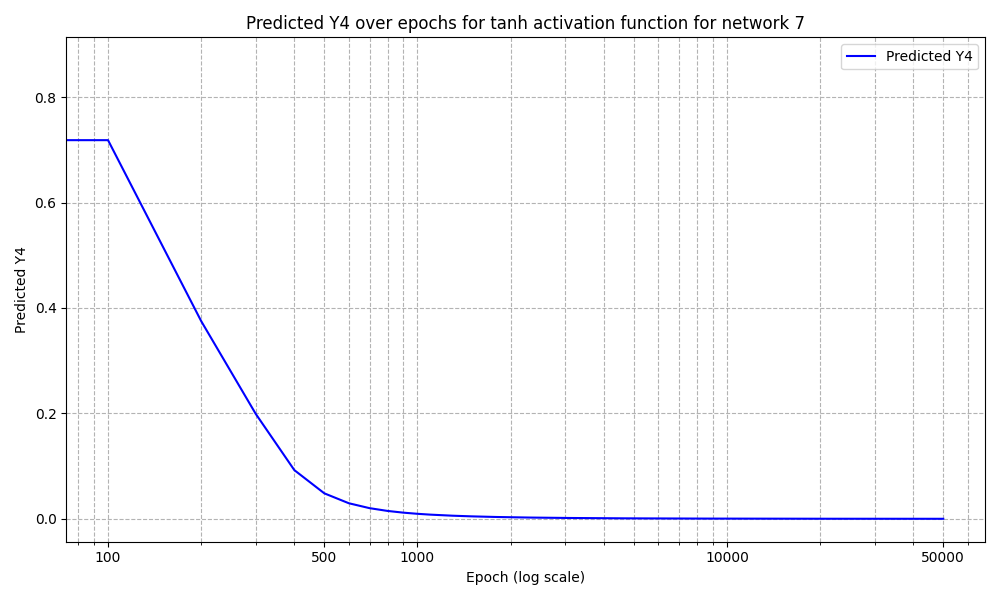 Predicted Y4 over epochs for tanh activation function for network 7
Predicted Y4
0.8
0.6
0.4
0.2
0.0
Predicted Y4
100
500
1000
10000
50000
Epoch (log scale)